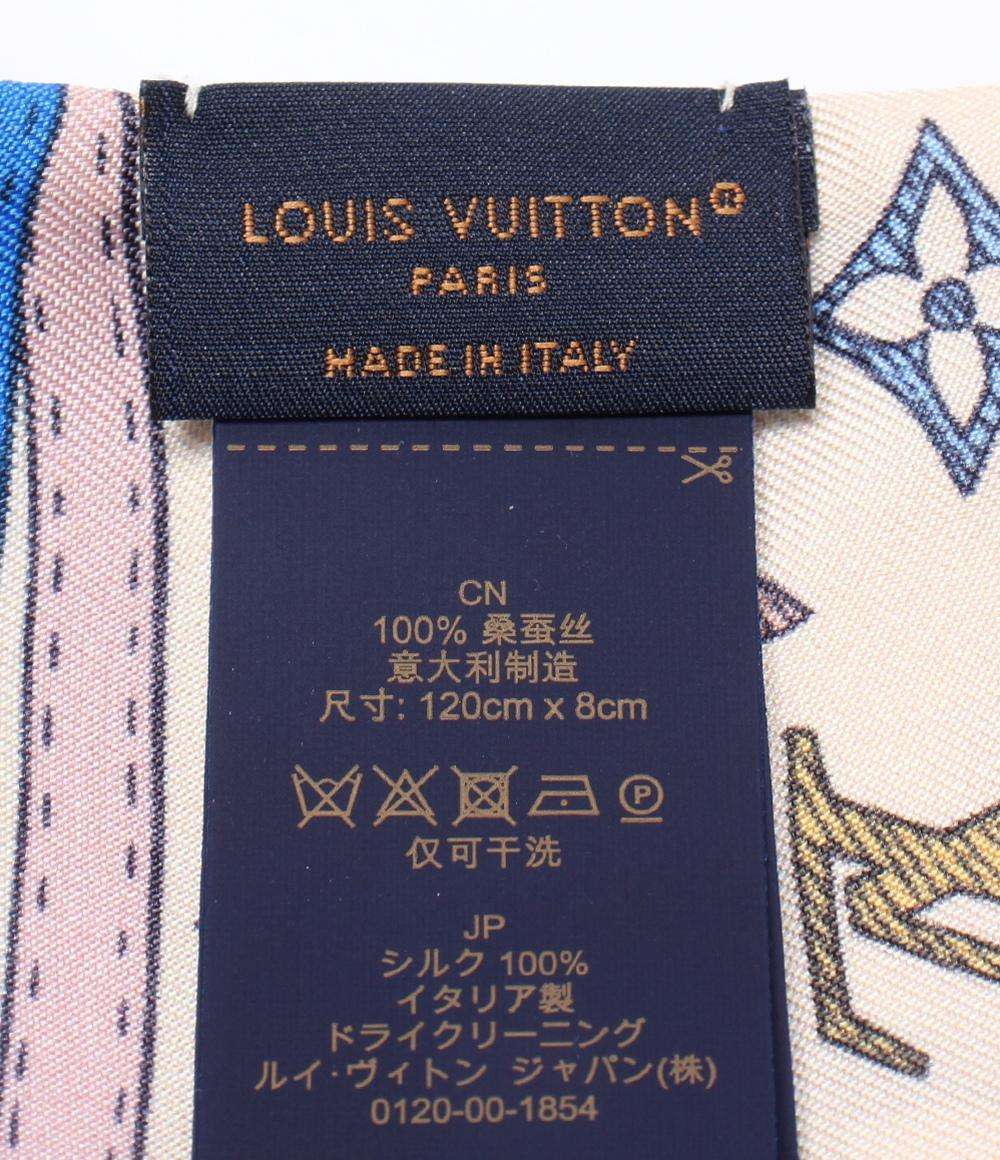 LOUIS VUITTON®
PARIS
MADE IN ITALY
CN
100% 桑蚕丝
意大利制造
尺寸: 120cm x 8cm
P
仅可干洗
JP
シルク 100%
イタリア製
ドライクリーニング
ルイ·ヴィトン ジャパン(株)
0120-00-1854